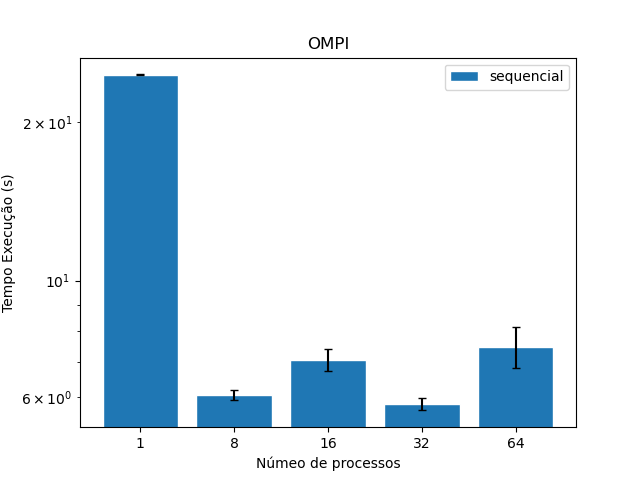 OMPI
sequencial
Tempo Execução (s)
2 × 10¹
10¹
6 × 10⁰
1 8 16 32 64
Númeo de processos